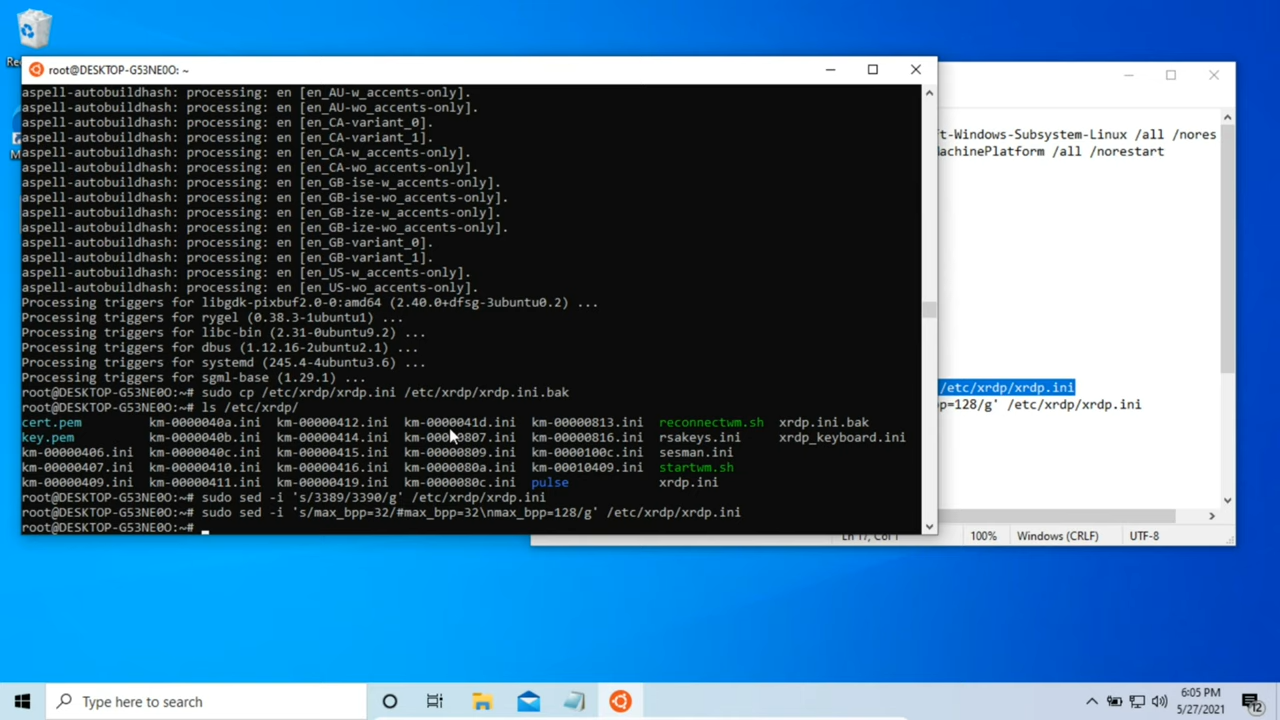 Re
M
root@DESKTOP-G53NE0O: ~
aspell-autobuildhash: processing: en [en_AU-w_accents-only].
aspell-autobuildhash: processing: en [en_AU-wo_accents-only].
aspell-autobuildhash: processing: en [en_CA-variant_0].
aspell-autobuildhash: processing: en [en_CA-variant_1].
aspell-autobuildhash: processing: en [en_CA-w_accents-only].
aspell-autobuildhash: processing: en [en_CA-wo_accents-only].
aspell-autobuildhash: processing: en [en_GB-ise-w_accents-only].
aspell-autobuildhash: processing: en [en_GB-ise-wo_accents-only].
aspell-autobuildhash: processing: en [en_GB-ize-w_accents-only].
aspell-autobuildhash: processing: en [en_GB-ize-wo_accents-only].
aspell-autobuildhash: processing: en [en_GB-variant_0].
aspell-autobuildhash: processing: en [en_GB-variant_1].
aspell-autobuildhash: processing: en [en_US-w_accents-only].
aspell-autobuildhash: processing: en [en_US-wo_accents-only].
Processing triggers for libgdk-pixbuf2.0-0:amd64 (2.40.0+dfsg-3ubuntu0.2) ...
Processing triggers for rygel (0.38.3-1ubuntu1) ...
Processing triggers for libc-bin (2.31-0ubuntu9.2) ...
Processing triggers for dbus (1.12.16-2ubuntu2.1) ...
Processing triggers for systemd (245.4-4ubuntu3.6) ...
Processing triggers for sgml-base (1.29.1) ...
root@DESKTOP-G53NE0O:~# sudo cp /etc/xrdp/xrdp.ini /etc/xrdp/xrdp.ini.bak
root@DESKTOP-G53NE0O:~# ls /etc/xrdp/
cert.pem km-0000040a.ini km-00000412.ini km-0000041d.ini km-00000813.ini reconnectwm.sh xrdp.ini.bak
key.pem km-0000040b.ini km-00000414.ini km-00000807.ini km-00000816.ini rsakeys.ini xrdp_keyboard.ini
km-00000406.ini km-0000040c.ini km-00000415.ini km-00000809.ini km-0000100c.ini sesman.ini
km-00000407.ini km-00000410.ini km-00000416.ini km-0000080a.ini km-00010409.ini startwm.sh
km-00000409.ini km-00000411.ini km-00000419.ini km-0000080c.ini pulse xrdp.ini
root@DESKTOP-G53NE0O:~# sudo sed -i 's/3389/3390/g' /etc/xrdp/xrdp.ini
root@DESKTOP-G53NE0O:~# sudo sed -i 's/max_bpp=32/#max_bpp=32\nmax_bpp=128/g' /etc/xrdp/xrdp.ini
root@DESKTOP-G53NE0O:~#
ft-Windows-Subsystem-Linux /all /nores
MachinePlatform /all /norestart
/etc/xrdp/xrdp.ini
p=128/g' /etc/xrdp/xrdp.ini
Ln 17, Col 1 100% Windows (CRLF) UTF-8
Type here to search
6:05 PM
5/27/2021
12